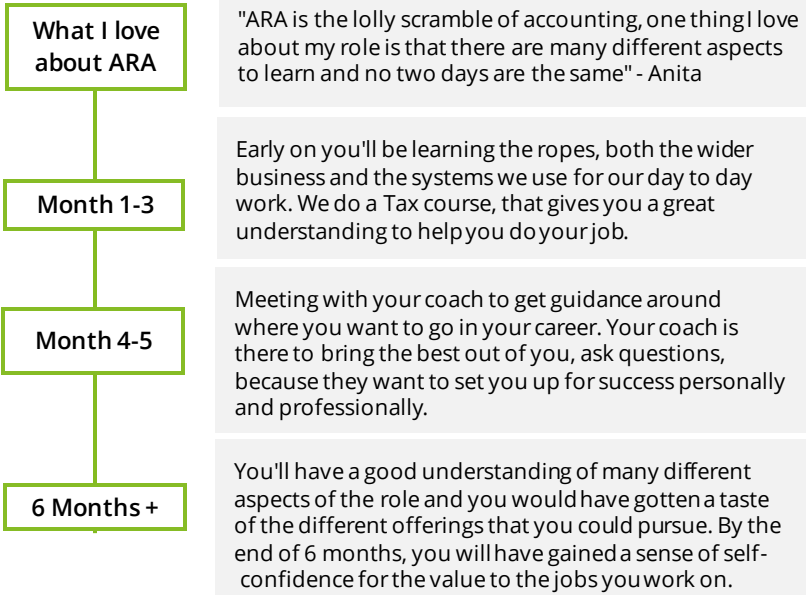 What I love
about ARA
"ARA is the lolly scramble of accounting, one thing I love
about my role is that there are many different aspects
to learn and no two days are the same" - Anita
Month 1-3
Early on you'll be learning the ropes, both the wider
business and the systems we use for our day to day
work. We do a Tax course, that gives you a great
understanding to help you do your job.
Month 4-5
Meeting with your coach to get guidance around
where you want to go in your career. Your coach is
there to bring the best out of you, ask questions,
because they want to set you up for success personally
and professionally.
6 Months +
You'll have a good understanding of many different
aspects of the role and you would have gotten a taste
of the different offerings that you could pursue. By the
end of 6 months, you will have gained a sense of self-
confidence for the value to the jobs you work on.